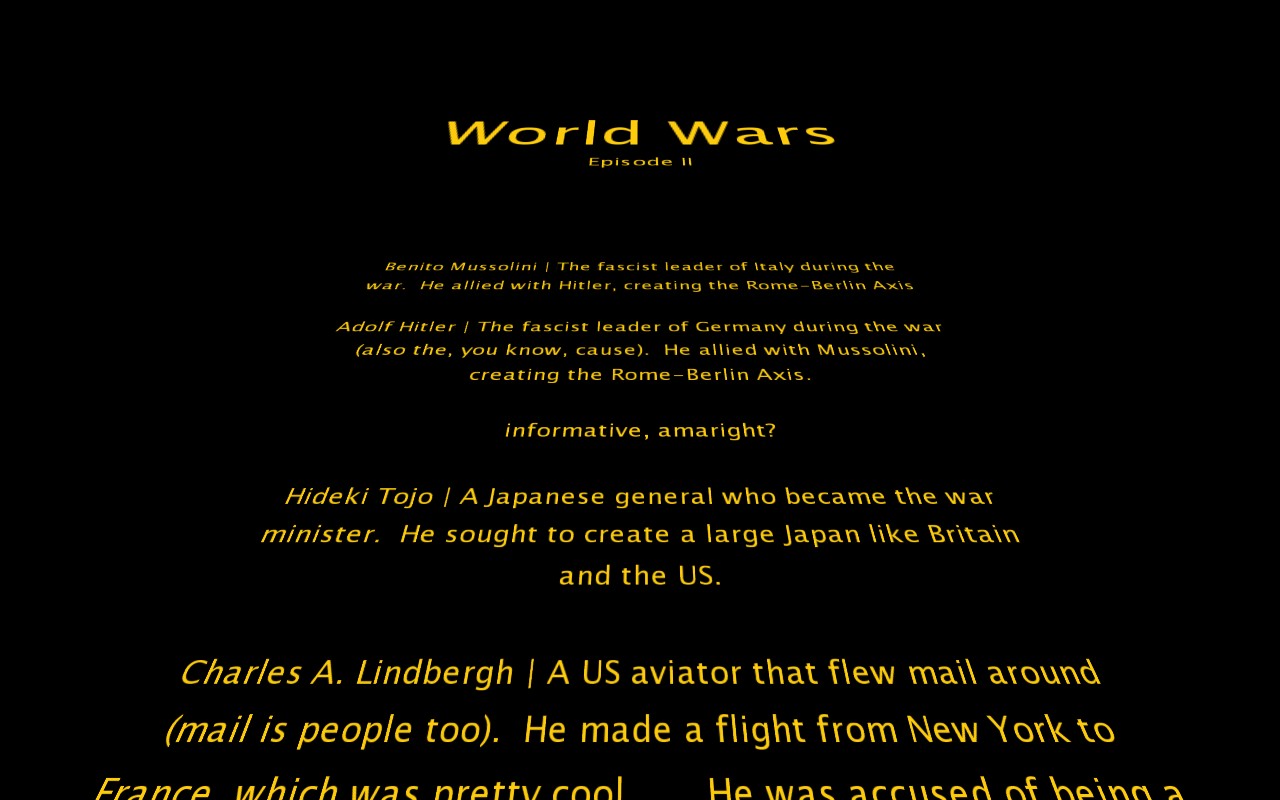 World Wars
Episode II
Benito Mussolini | The fascist leader of Italy during the
war.  He allied with Hitler, creating the Rome-Berlin Axis
Adolf Hitler | The fascist leader of Germany during the war
(also the, you know, cause).  He allied with Mussolini,
creating the Rome-Berlin Axis.
informative, amaright?
Hideki Tojo | A Japanese general who became the war
minister.  He sought to create a large Japan like Britain
and the US.
Charles A. Lindbergh | A US aviator that flew mail around
(mail is people too).  He made a flight from New York to
France, which was pretty cool      He was accused of being a